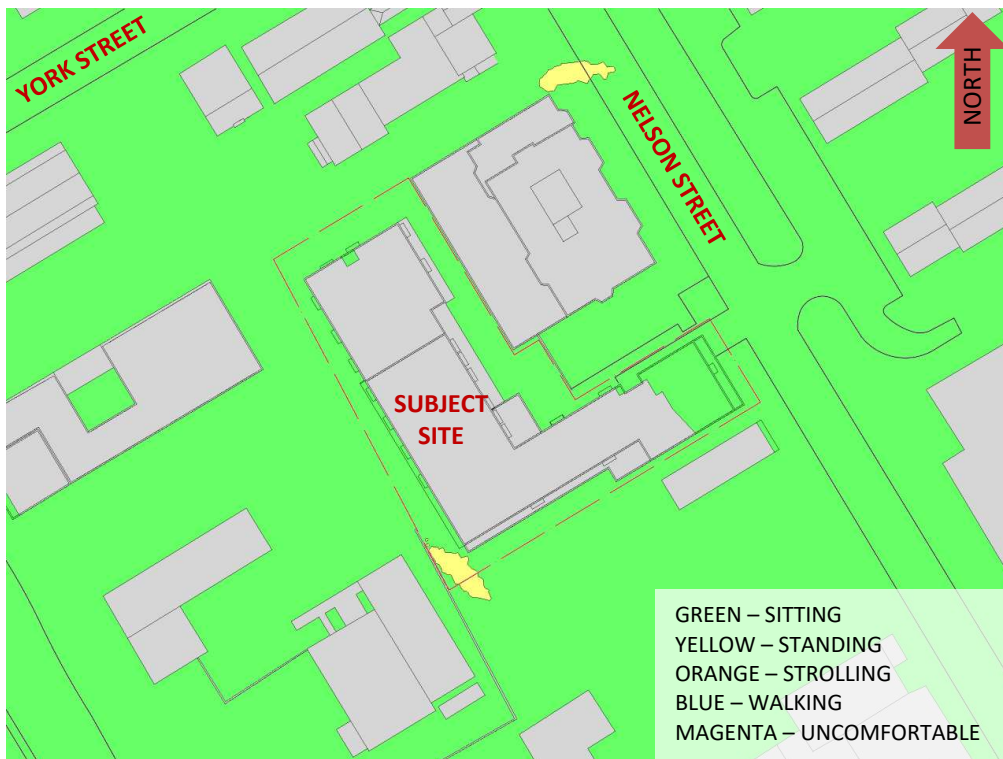 YORK STREET
NORTH
NELSON STREET
SUBJECT
SITE
GREEN – SITTING
YELLOW – STANDING
ORANGE – STROLLING
BLUE – WALKING
MAGENTA – UNCOMFORTABLE